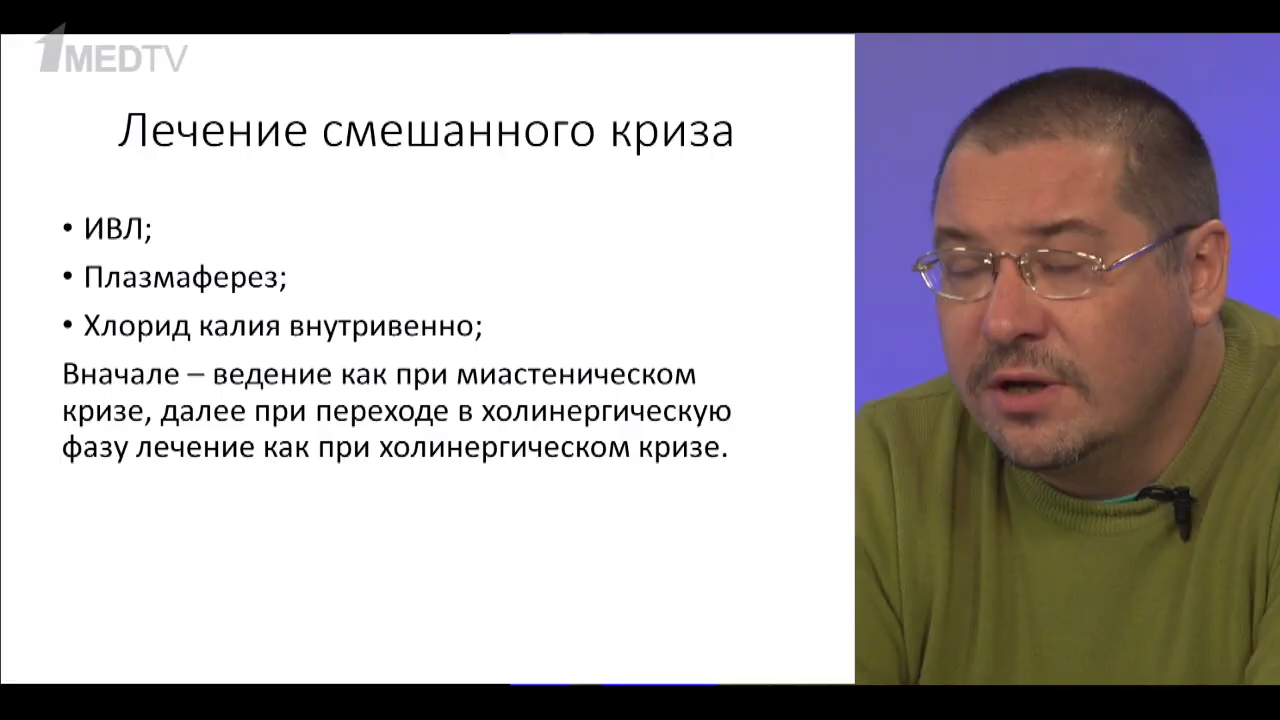 1MEDTV
Лечение смешанного криза
• ИВЛ;
• Плазмаферез;
• Хлорид калия внутривенно;
Вначале – ведение как при миастеническом
кризе, далее при переходе в холинергическую
фазу лечение как при холинергическом кризе.